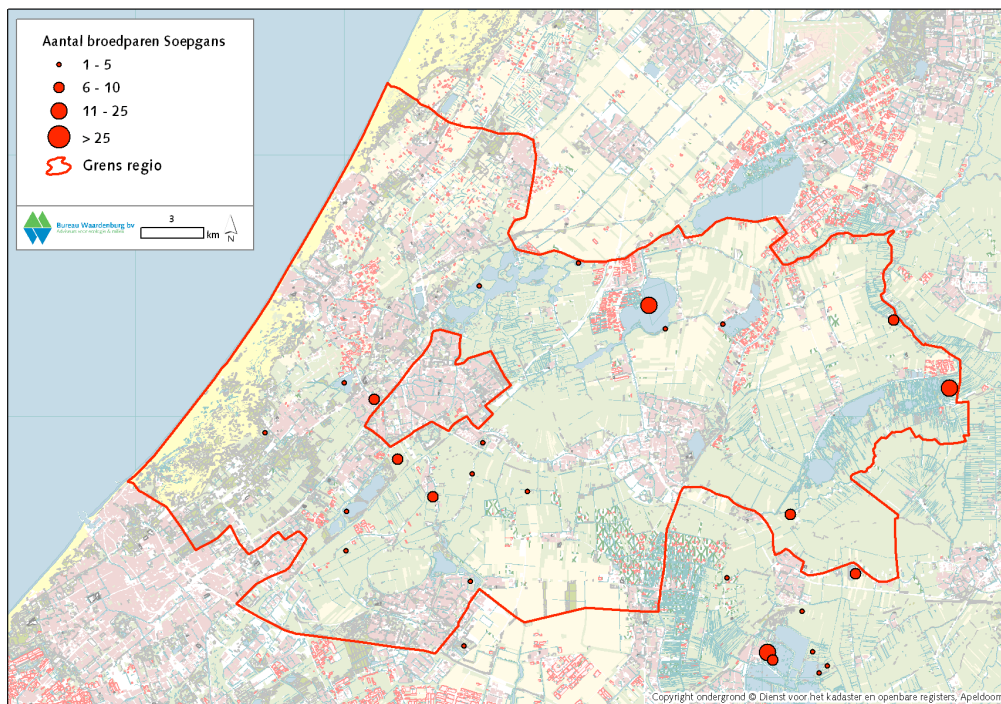 Aantal broedparen Soepgans
1 - 5
6 - 10
11 - 25
> 25
Grens regio
Bureau Waardenburg bv
3
km
N
Copyright ondergrond © Dienst voor het kadaster en openbare registers, Apeldoorn